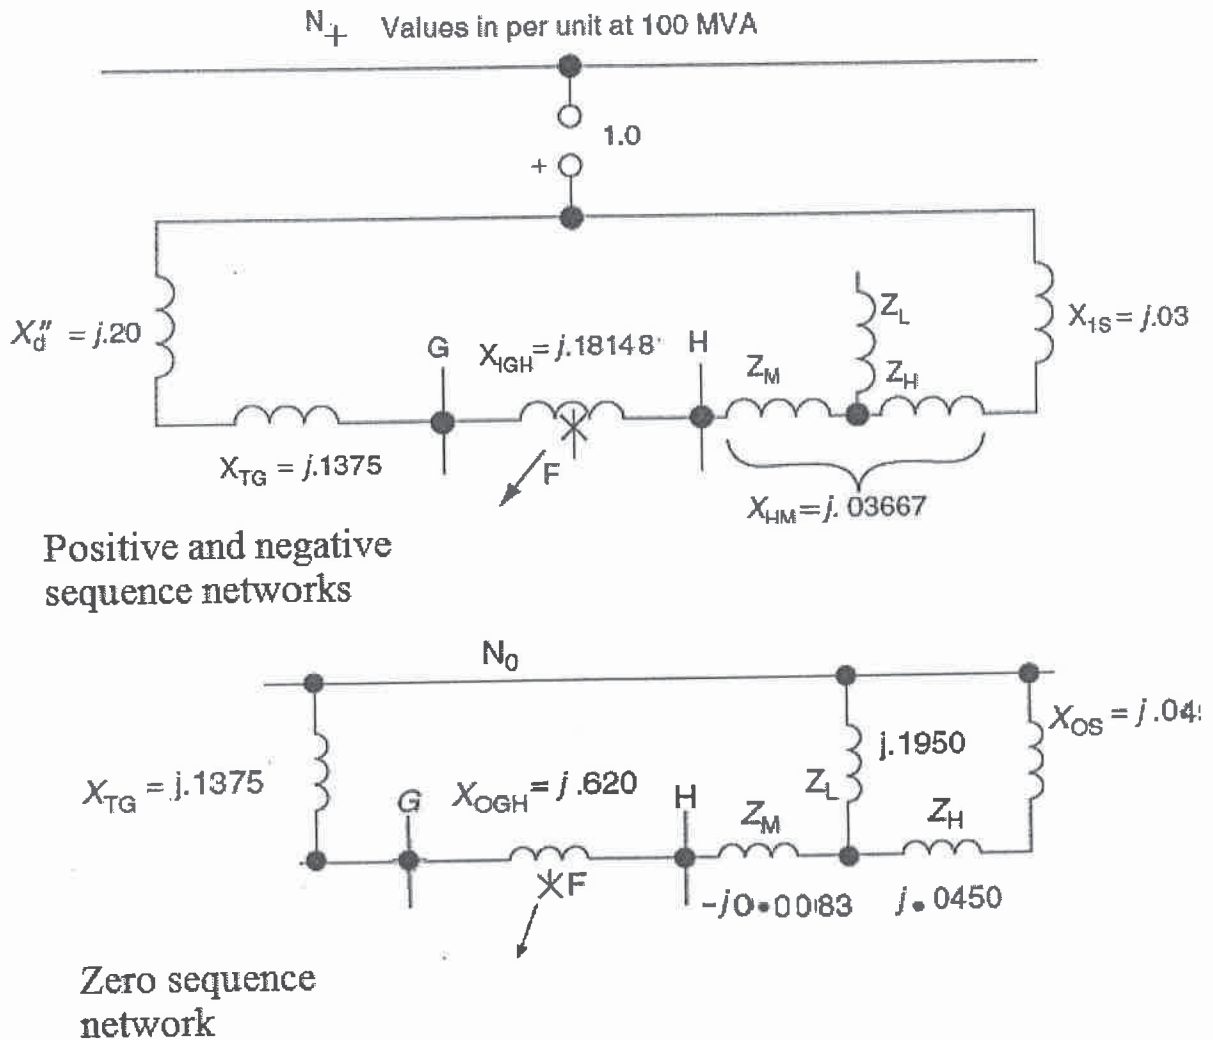 N+ Values in per unit at 100 MVA
1.0
+
X"d = j.20
G
X1GH = j.18148
H
ZM
ZL
ZH
X1S = j.03
XTG = j.1375
F
XHM = j.03667
Positive and negative
sequence networks
N0
XTG = j.1375
G
X0GH = j.620
H
ZM
ZL
j.1950
ZH
XOS = j.04
F
-j0.0083
j.0450
Zero sequence
network